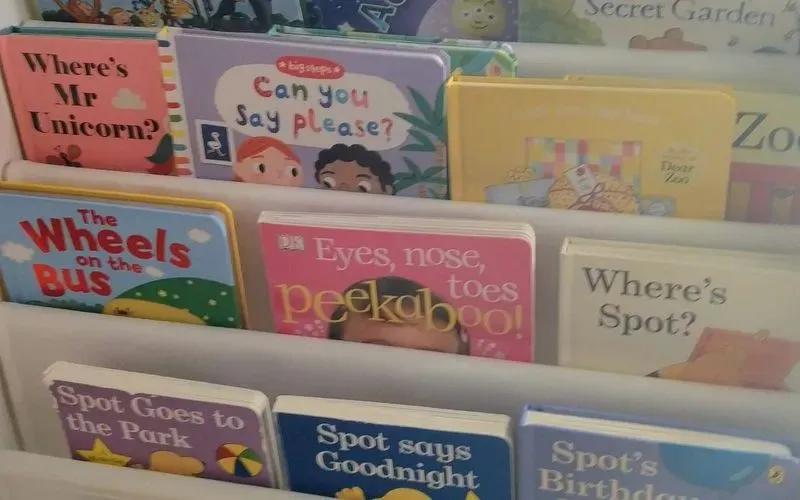 Secret Garden
Where's
Mr
Unicorn?
big steps
Can you
Say please?
Dear
Zoo
Zoo
The
Wheels
on the
Bus
DK
Eyes, nose,
toes
peekaboo!
Where's
Spot?
Spot Goes to
the Park
Spot says
Goodnight
Spot's
Birthday